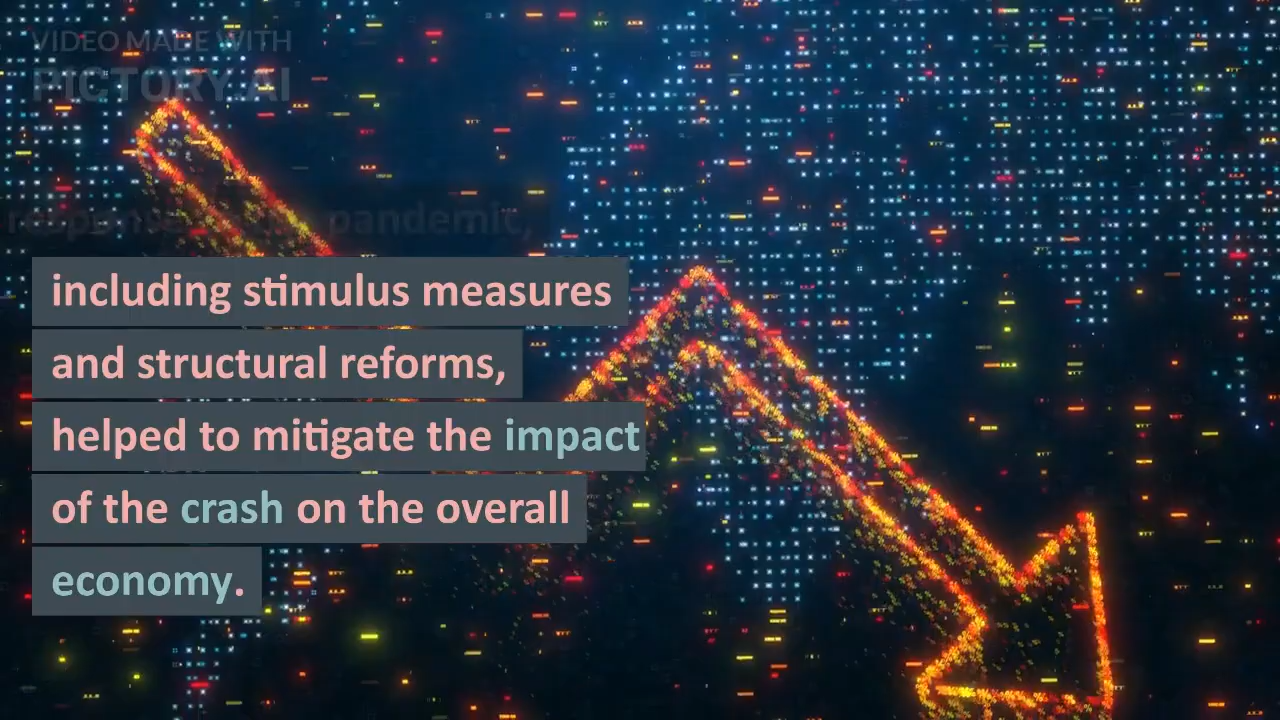 VIDEO MADE WITH
PICTORY.AI
response pandemic,
including stimulus measures
and structural reforms,
helped to mitigate the impact
of the crash on the overall
economy.